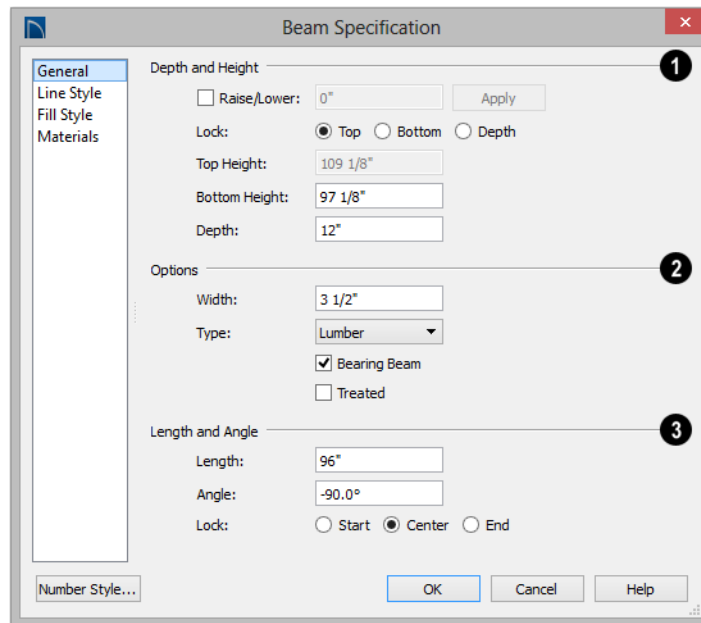 Beam Specification
General
Line Style
Fill Style
Materials
Depth and Height
1
Raise/Lower: 0" Apply
Lock: Top Bottom Depth
Top Height: 109 1/8"
Bottom Height: 97 1/8"
Depth: 12"
Options
2
Width: 3 1/2"
Type: Lumber
Bearing Beam
Treated
Length and Angle
3
Length: 96"
Angle: -90.0°
Lock: Start Center End
Number Style... OK Cancel Help